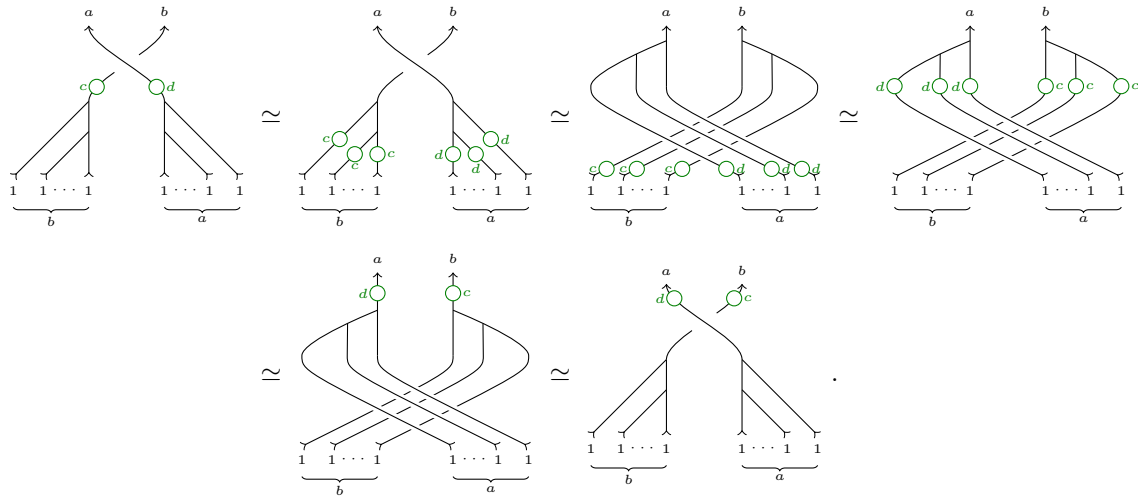 a b a b a b a b
c d ≃ c c c d d d ≃ c c c d d d ≃ d d d c c c
1 1 ··· 1 1 ··· 1 1 1 1 ··· 1 1 ··· 1 1 1 1 ··· 1 1 ··· 1 1 1 1 ··· 1 1 ··· 1 1
b a b a b a b a
a b a b
≃ d c ≃ d c .
1 1 ··· 1 1 ··· 1 1 1 1 ··· 1 1 ··· 1 1
b a b a